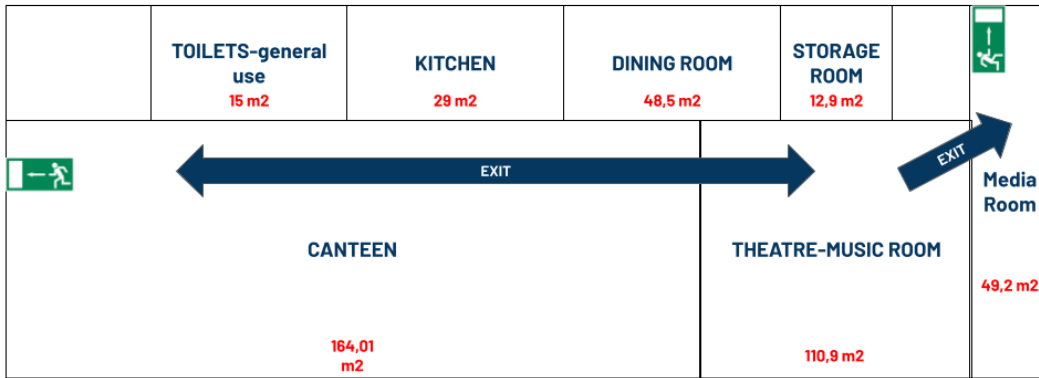 TOILETS-general
use
15 m2
KITCHEN
29 m2
DINING ROOM
48,5 m2
STORAGE
ROOM
12,9 m2
EXIT
EXIT
Media
Room
49,2 m2
CANTEEN
164,01
m2
THEATRE-MUSIC ROOM
110,9 m2